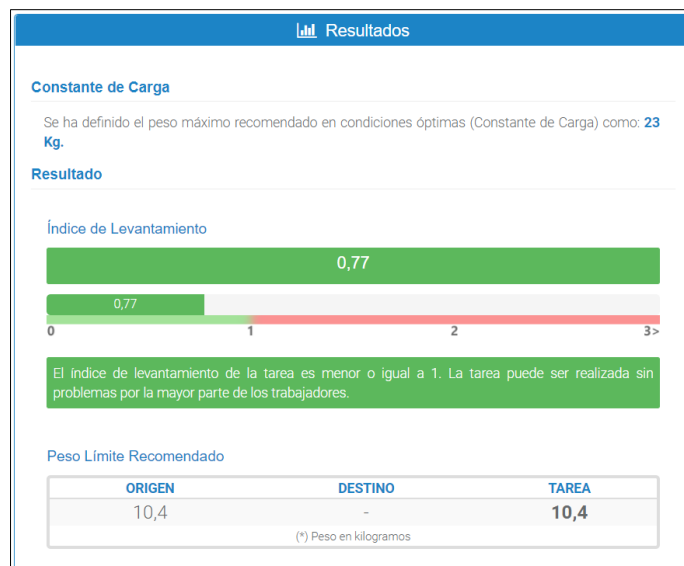 Resultados
Constante de Carga
Se ha definido el peso máximo recomendado en condiciones óptimas (Constante de Carga) como: 23
Kg.
Resultado
Índice de Levantamiento
0,77
0,77
0 1 2 3>
El índice de levantamiento de la tarea es menor o igual a 1. La tarea puede ser realizada sin
problemas por la mayor parte de los trabajadores.
Peso Límite Recomendado
ORIGEN DESTINO TAREA
10,4 - 10,4
(*) Peso en kilogramos